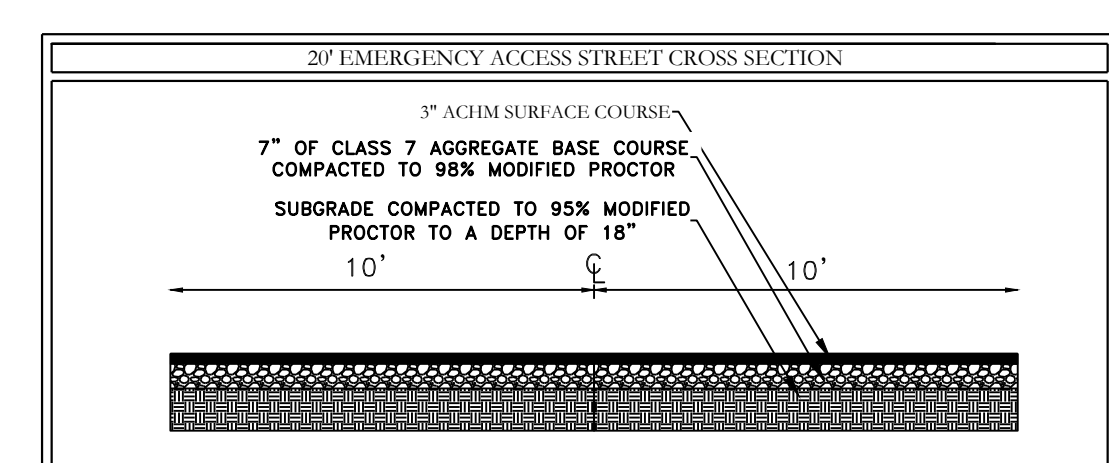 20' EMERGENCY ACCESS STREET CROSS SECTION
3" ACHM SURFACE COURSE
7" OF CLASS 7 AGGREGATE BASE COURSE
COMPACTED TO 98% MODIFIED PROCTOR
SUBGRADE COMPACTED TO 95% MODIFIED
PROCTOR TO A DEPTH OF 18"
10' ℄ 10'